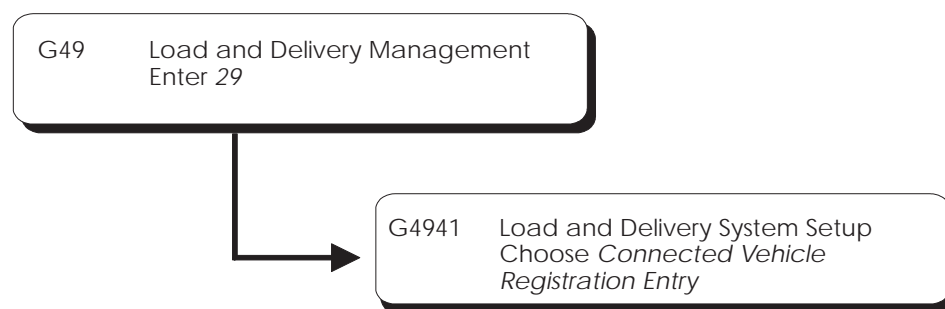 G49 Load and Delivery Management
Enter 29
G4941 Load and Delivery System Setup
Choose Connected Vehicle
Registration Entry